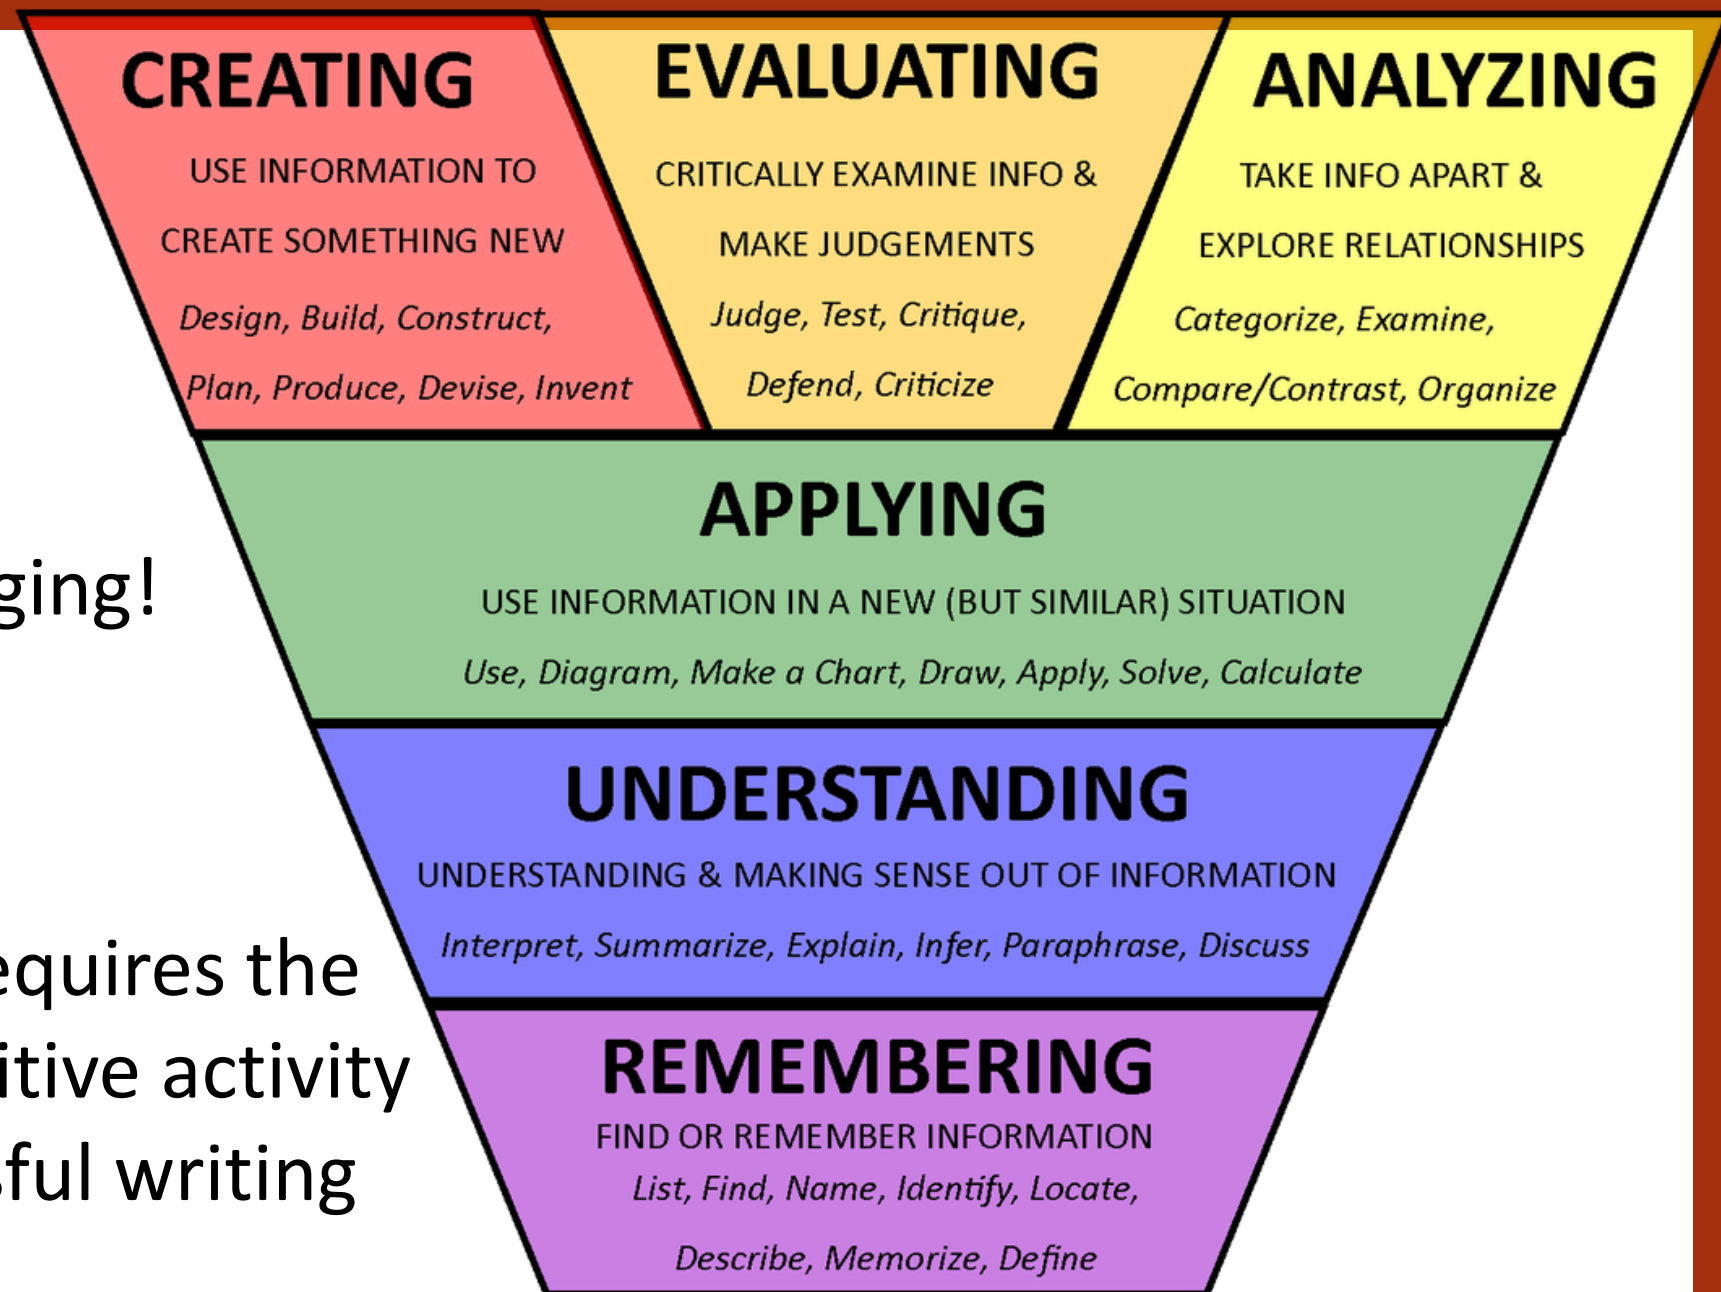 CREATING
USE INFORMATION TO
CREATE SOMETHING NEW
Design, Build, Construct,
Plan, Produce, Devise, Invent
EVALUATING
CRITICALLY EXAMINE INFO &
MAKE JUDGEMENTS
Judge, Test, Critique,
Defend, Criticize
ANALYZING
TAKE INFO APART &
EXPLORE RELATIONSHIPS
Categorize, Examine,
Compare/Contrast, Organize
APPLYING
USE INFORMATION IN A NEW (BUT SIMILAR) SITUATION
Use, Diagram, Make a Chart, Draw, Apply, Solve, Calculate
UNDERSTANDING
UNDERSTANDING & MAKING SENSE OUT OF INFORMATION
Interpret, Summarize, Explain, Infer, Paraphrase, Discuss
REMEMBERING
FIND OR REMEMBER INFORMATION
List, Find, Name, Identify, Locate,
Describe, Memorize, Define
ging!
equires the
itive activity
sful writing